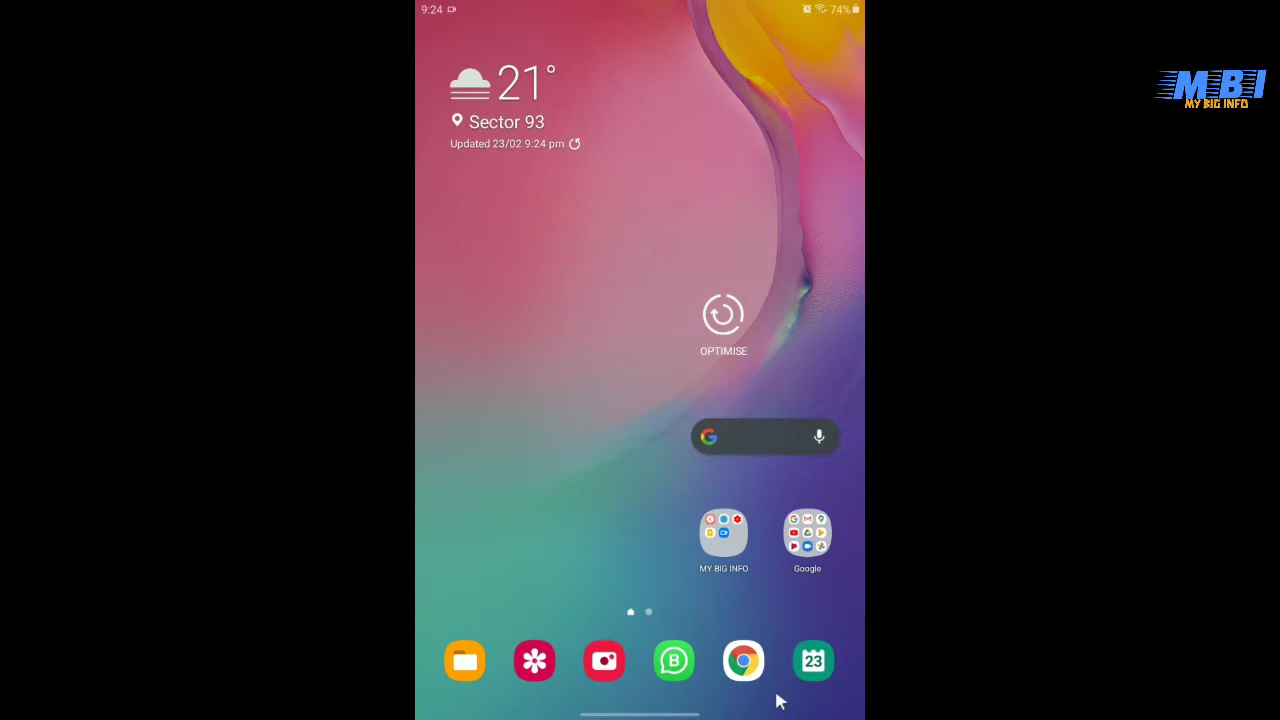 9:24
74%
MBI
MY BIG INFO
21°
Sector 93
Updated 23/02 9:24 pm
OPTIMISE
G
MY BIG INFO
Google
B
23